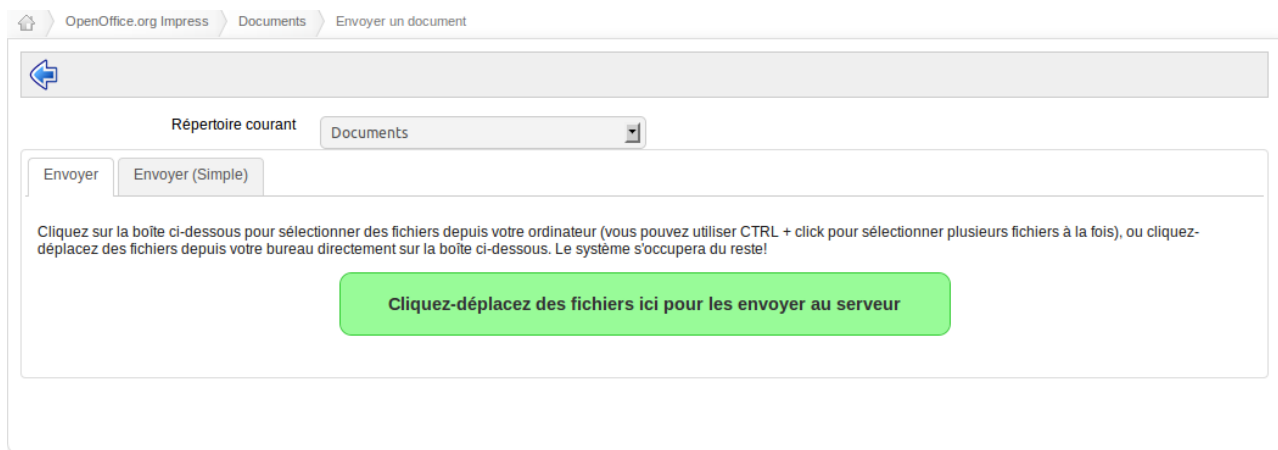 OpenOffice.org Impress Documents Envoyer un document
Répertoire courant Documents
Envoyer Envoyer (Simple)
Cliquez sur la boîte ci-dessous pour sélectionner des fichiers depuis votre ordinateur (vous pouvez utiliser CTRL + click pour sélectionner plusieurs fichiers à la fois), ou cliquez-
déplacez des fichiers depuis votre bureau directement sur la boîte ci-dessous. Le système s'occupera du reste!
Cliquez-déplacez des fichiers ici pour les envoyer au serveur